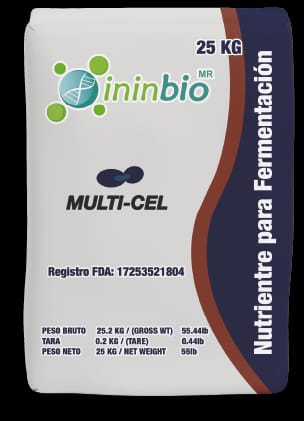 25 KG
ininbio MR
MULTI-CEL
Registro FDA: 17253521804
PESO BRUTO 25.2 KG / (GROSS WT) 55.44lb
TARA 0.2 KG / (TARE) 0.44lb
PESO NETO 25 KG / NET WEIGHT 55lb
Nutrientre para Fermentación